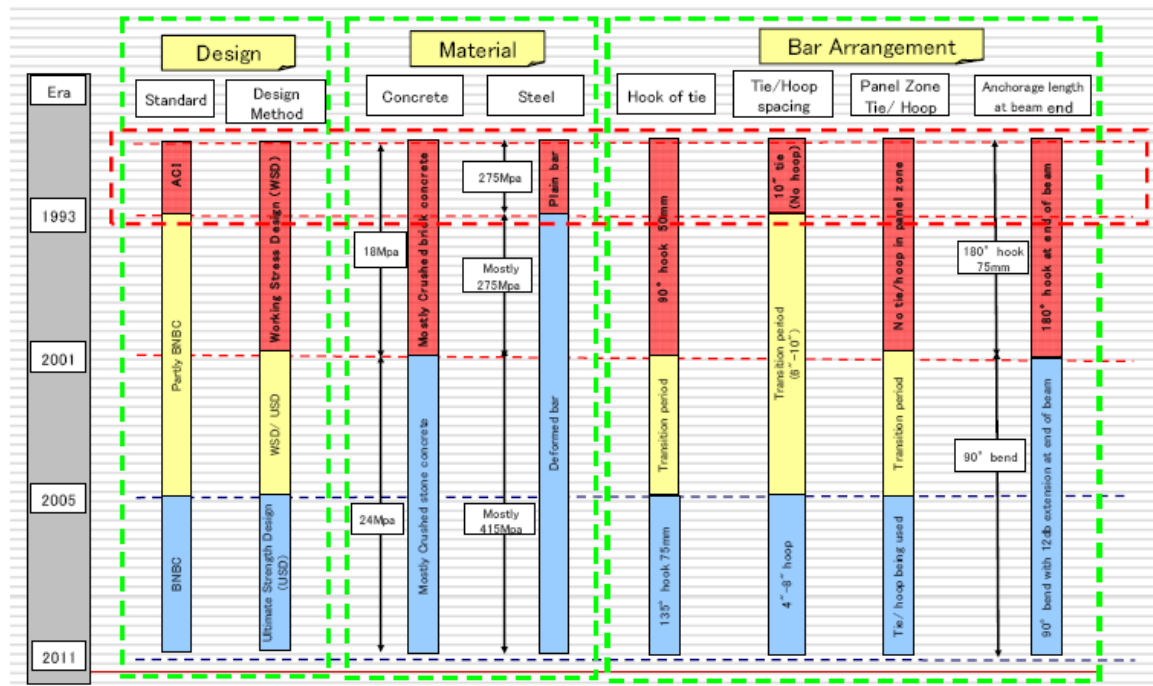 Design
Material
Bar Arrangement
Era
Standard
Design
Method
Concrete
Steel
Hook of tie
Tie/Hoop
spacing
Panel Zone
Tie/ Hoop
Anchorage length
at beam end
1993
2001
2005
2011
ACI
Partly BNBC
BNBC
Working Stress Design (WSD)
WSD/ USD
Ultimate Strength Design
(USD)
18Mpa
24Mpa
Mostly Crushed brick concrete
Mostly Crushed stone concrete
275Mpa
Mostly
275Mpa
Mostly
415Mpa
Plain bar
Deformed bar
90° hook 50mm
Transition period
135° hook 75mm
10" tie
(No hoop)
Transition period
(6"-10")
4"-8" hoop
No tie/hoop in panel zone
Transition period
Tie/ hoop being used
180° hook
75mm
90° bend
180° hook at end of beam
90° bend with 12db extension at end of beam